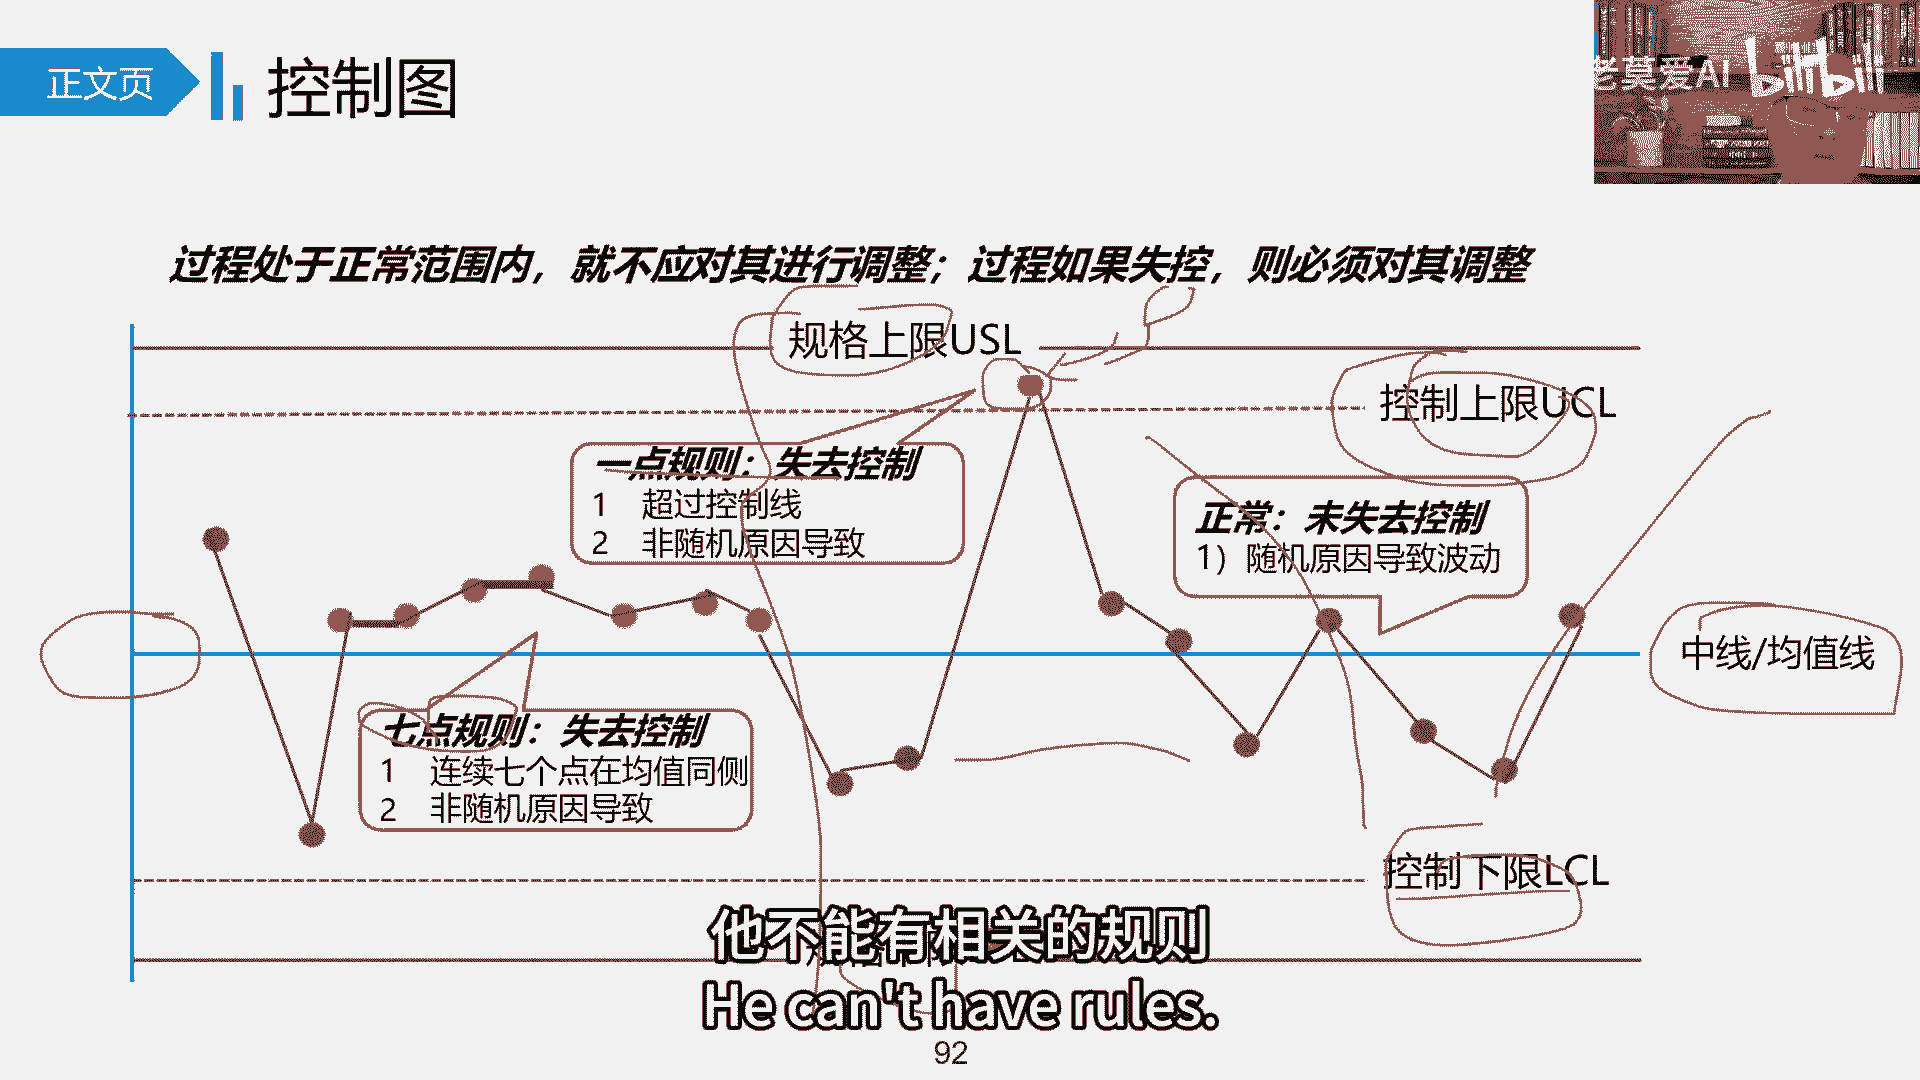 正文页
控制图
老莫爱AI bilibili
过程处于正常范围内，就不应对其进行调整；过程如果失控，则必须对其调整
规格上限USL
控制上限UCL
一点规则：失去控制
1 超过控制线
2 非随机原因导致
正常：未失去控制
1）随机原因导致波动
中线/均值线
七点规则：失去控制
1 连续七个点在均值同侧
2 非随机原因导致
控制下限LCL
他不能有相关的规则
He can't have rules.
92